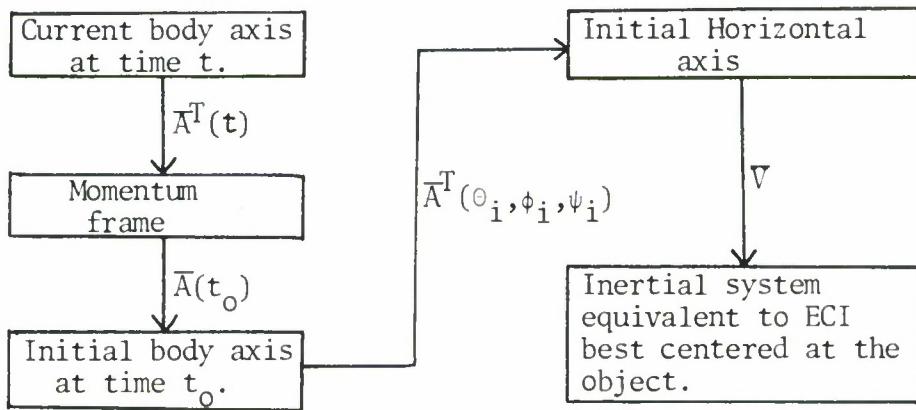 Current body axis
at time t.
A̅ᵀ(t)
Momentum
frame
A̅(tₒ)
Initial body axis
at time tₒ.
A̅ᵀ(Θᵢ,φᵢ,ψᵢ)
Initial Horizontal
axis
V̅
Inertial system
equivalent to ECI
best centered at the
object.